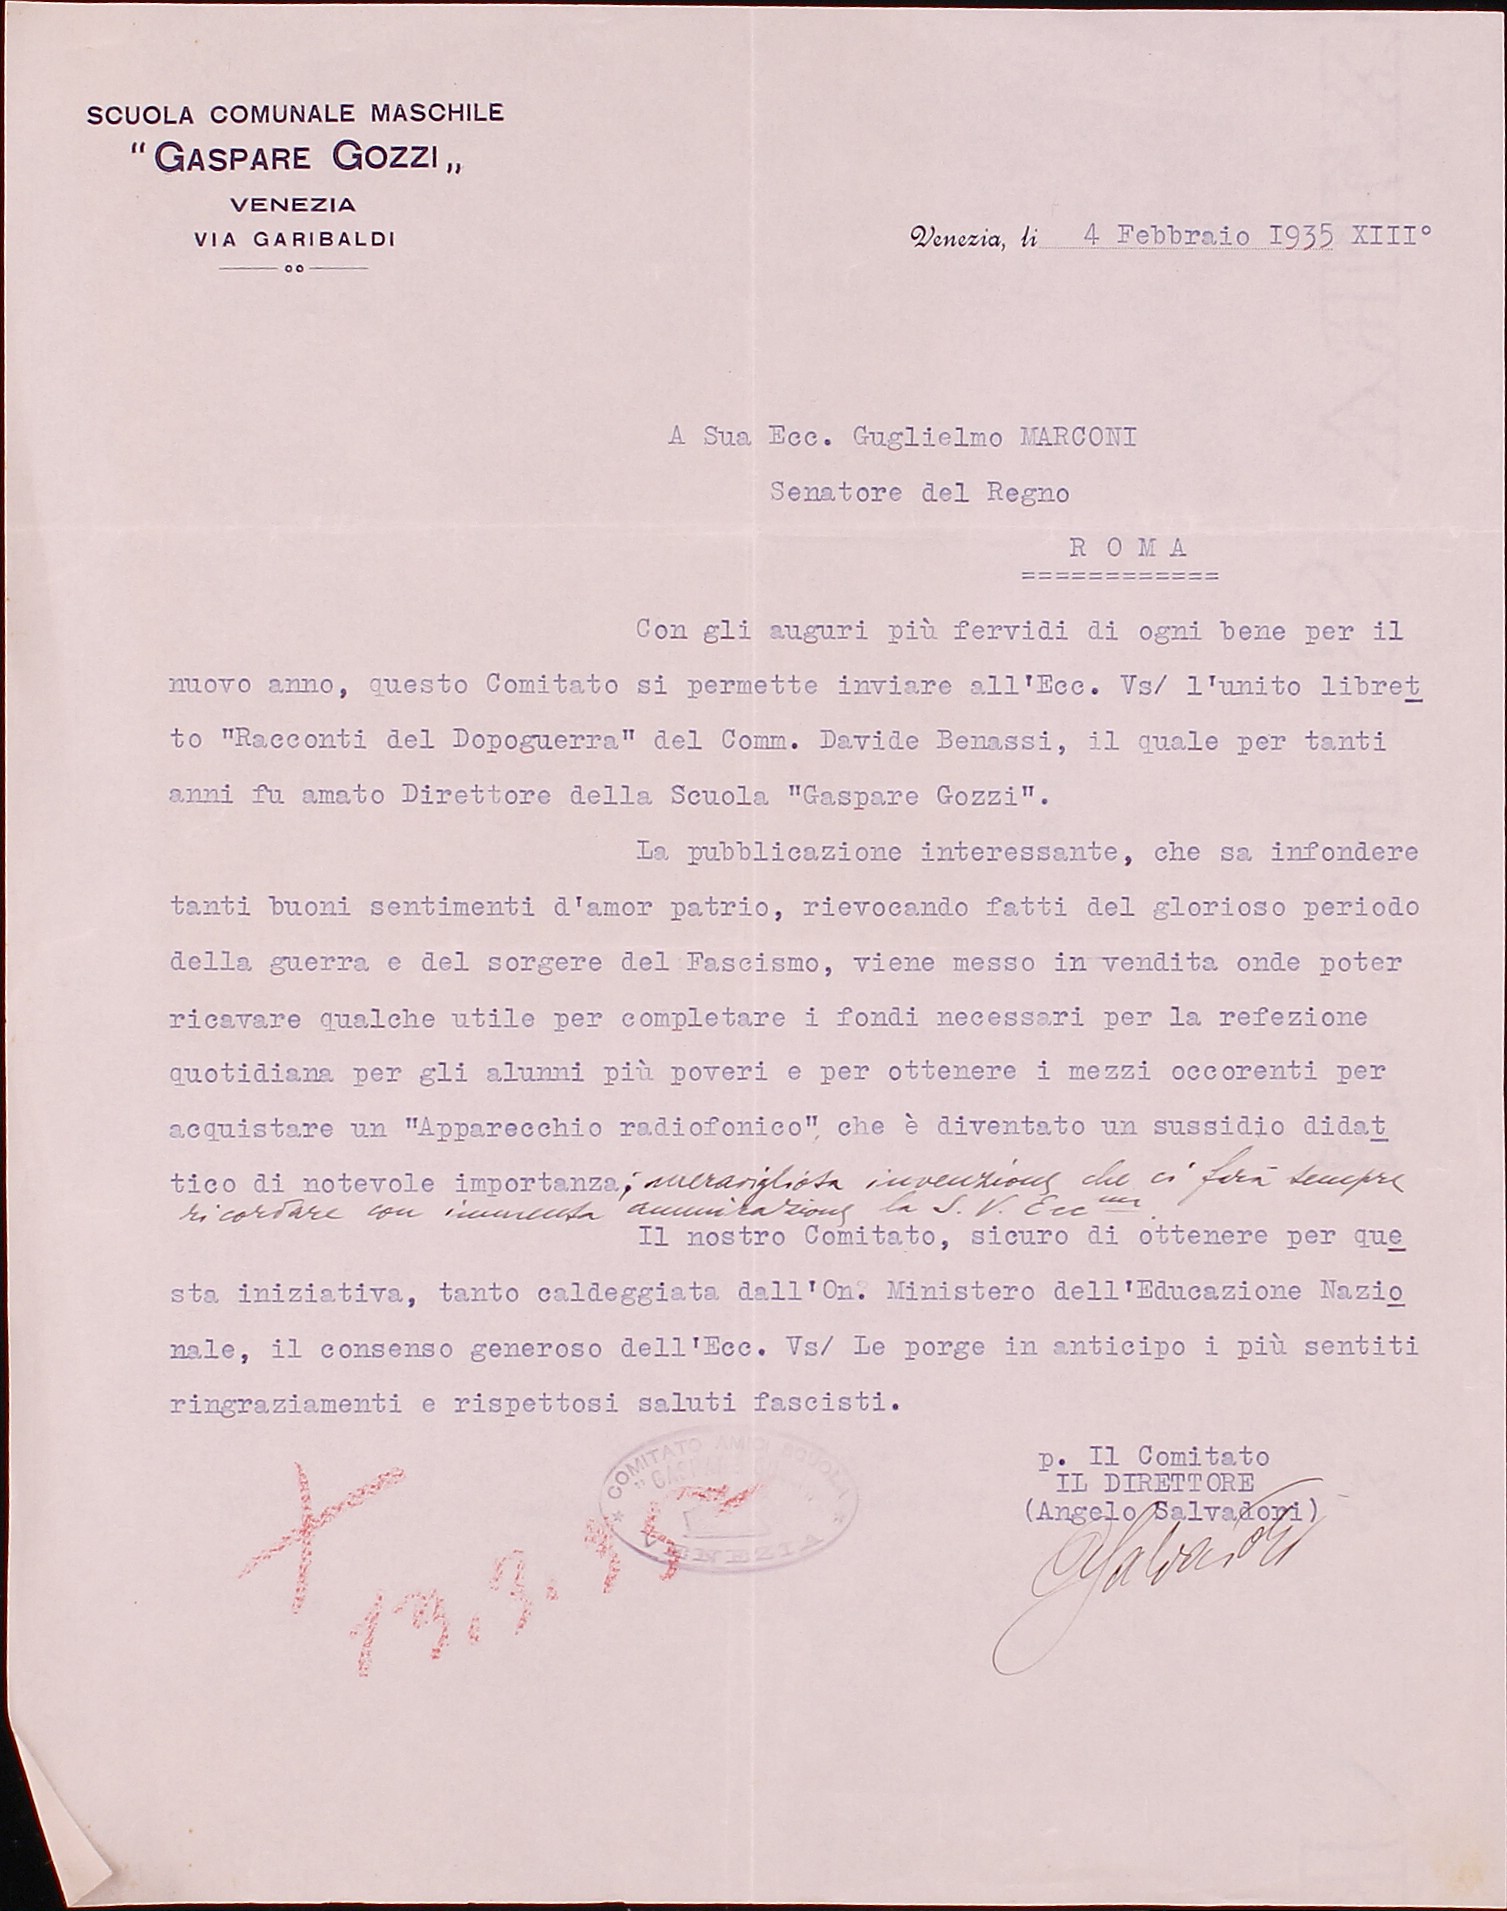 SCUOLA COMUNALE MASCHILE
"GASPARE GOZZI„
VENEZIA
VIA GARIBALDI
Venezia, li 4 Febbraio 1935 XIII°
A Sua Ecc. Guglielmo MARCONI
Senatore del Regno
R O M A
============
Con gli auguri più fervidi di ogni bene per il
nuovo anno, questo Comitato si permette inviare all'Ecc. Vs/ l'unito libret
to "Racconti del Dopoguerra" del Comm. Davide Benassi, il quale per tanti
anni fu amato Direttore della Scuola "Gaspare Gozzi".
La pubblicazione interessante, che sa infondere
tanti buoni sentimenti d'amor patrio, rievocando fatti del glorioso periodo
della guerra e del sorgere del Fascismo, viene messo in vendita onde poter
ricavare qualche utile per completare i fondi necessari per la refezione
quotidiana per gli alunni più poveri e per ottenere i mezzi occorenti per
acquistare un "Apparecchio radiofonico", che è diventato un sussidio didat
tico di notevole importanza; meravigliosa invenzione che ci farà sempre
ricordare con immensa ammirazione la S. V. Ecc.ma
Il nostro Comitato, sicuro di ottenere per que
sta iniziativa, tanto caldeggiata dall'On. Ministero dell'Educazione Nazio
nale, il consenso generoso dell'Ecc. Vs/ Le porge in anticipo i più sentiti
ringraziamenti e rispettosi saluti fascisti.
p. Il Comitato
IL DIRETTORE
(Angelo Salvadori)
ASalvadori
COMITATO AMICI SCUOLA
"GASPARE GOZZI"
VENEZIA
13.3.35